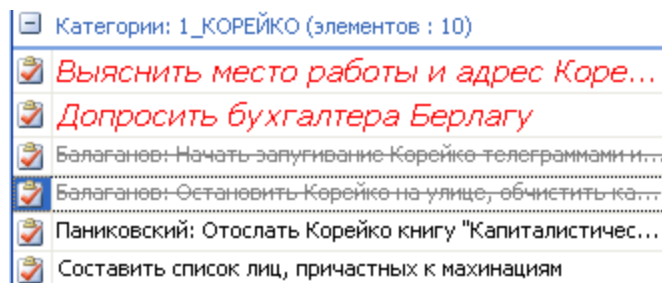 Категории: 1_КОРЕЙКО (элементов : 10)
Выяснить место работы и адрес Коре...
Допросить бухгалтера Берлагу
Балаганов: Начать запугивание Корейко телеграммами и...
Балаганов: Остановить Корейко на улице, обчистить ка...
Паниковский: Отослать Корейко книгу "Капиталистичес...
Составить список лиц, причастных к махинациям